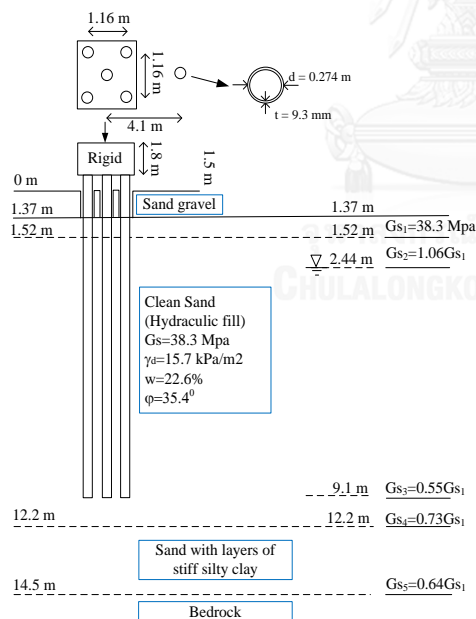 1.16 m
1.16 m
d = 0.274 m
t = 9.3 mm
4.1 m
Rigid
1.8 m
1.5 m
0 m
Sand gravel
1.37 m
1.37 m
1.52 m
1.52 m
Gs1=38.3 Mpa
Gs2=1.06Gs1
2.44 m
CHULALONGKO
Clean Sand
(Hydraculic fill)
Gs=38.3 Mpa
γd=15.7 kPa/m2
w=22.6%
φ=35.4⁰
9.1 m
Gs3=0.55Gs1
12.2 m
12.2 m
Gs4=0.73Gs1
Sand with layers of
stiff silty clay
14.5 m
14.5 m
Gs5=0.64Gs1
Bedrock